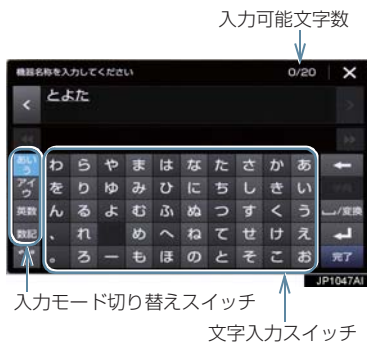 入力可能文字数
機器名称を入力してください 0/20 ×
< とよた >
あいう わ ら や ま は な た さ か あ
アイウ を り ゆ み ひ に ち し き い
英数 ん る よ む ふ ぬ つ す く う ␣/変換
数記 、 れ め へ ね て せ け え
。 ろ ー も ほ の と そ こ お 完了
JP1047AI
入力モード切り替えスイッチ
文字入力スイッチ